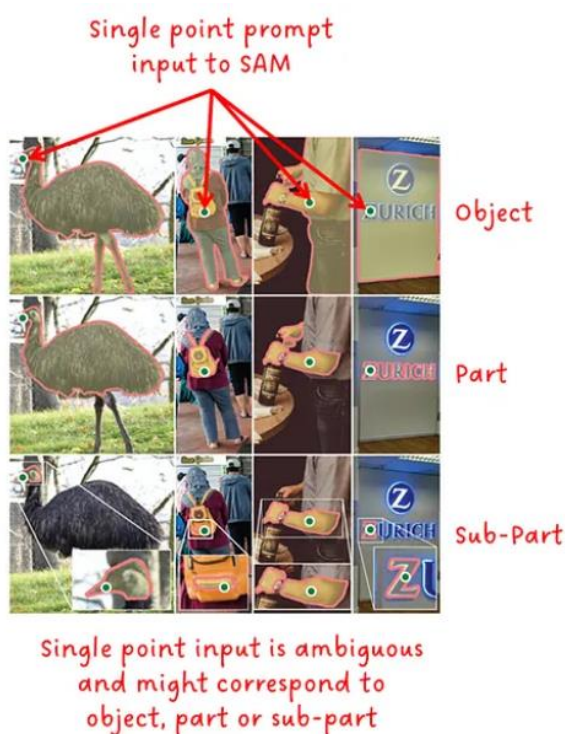 Single point prompt
input to SAM
Z
ZURICH
Object
Z
ZURICH
Part
Z
ZURICH
Sub-Part
Z
Single point input is ambiguous
and might correspond to
object, part or sub-part